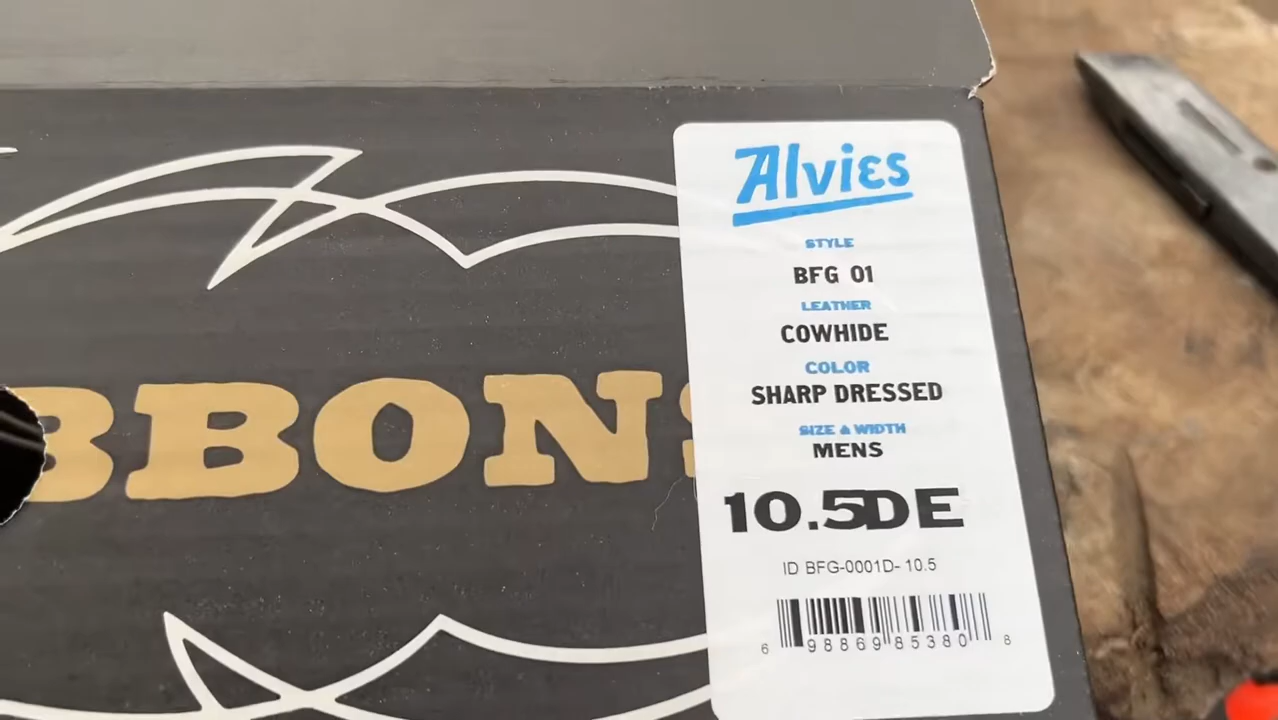 BBONS
Alvies
STYLE
BFG 01
LEATHER
COWHIDE
COLOR
SHARP DRESSED
SIZE & WIDTH
MENS
10.5DE
ID BFG-0001D- 10.5
6 98869 85380 8